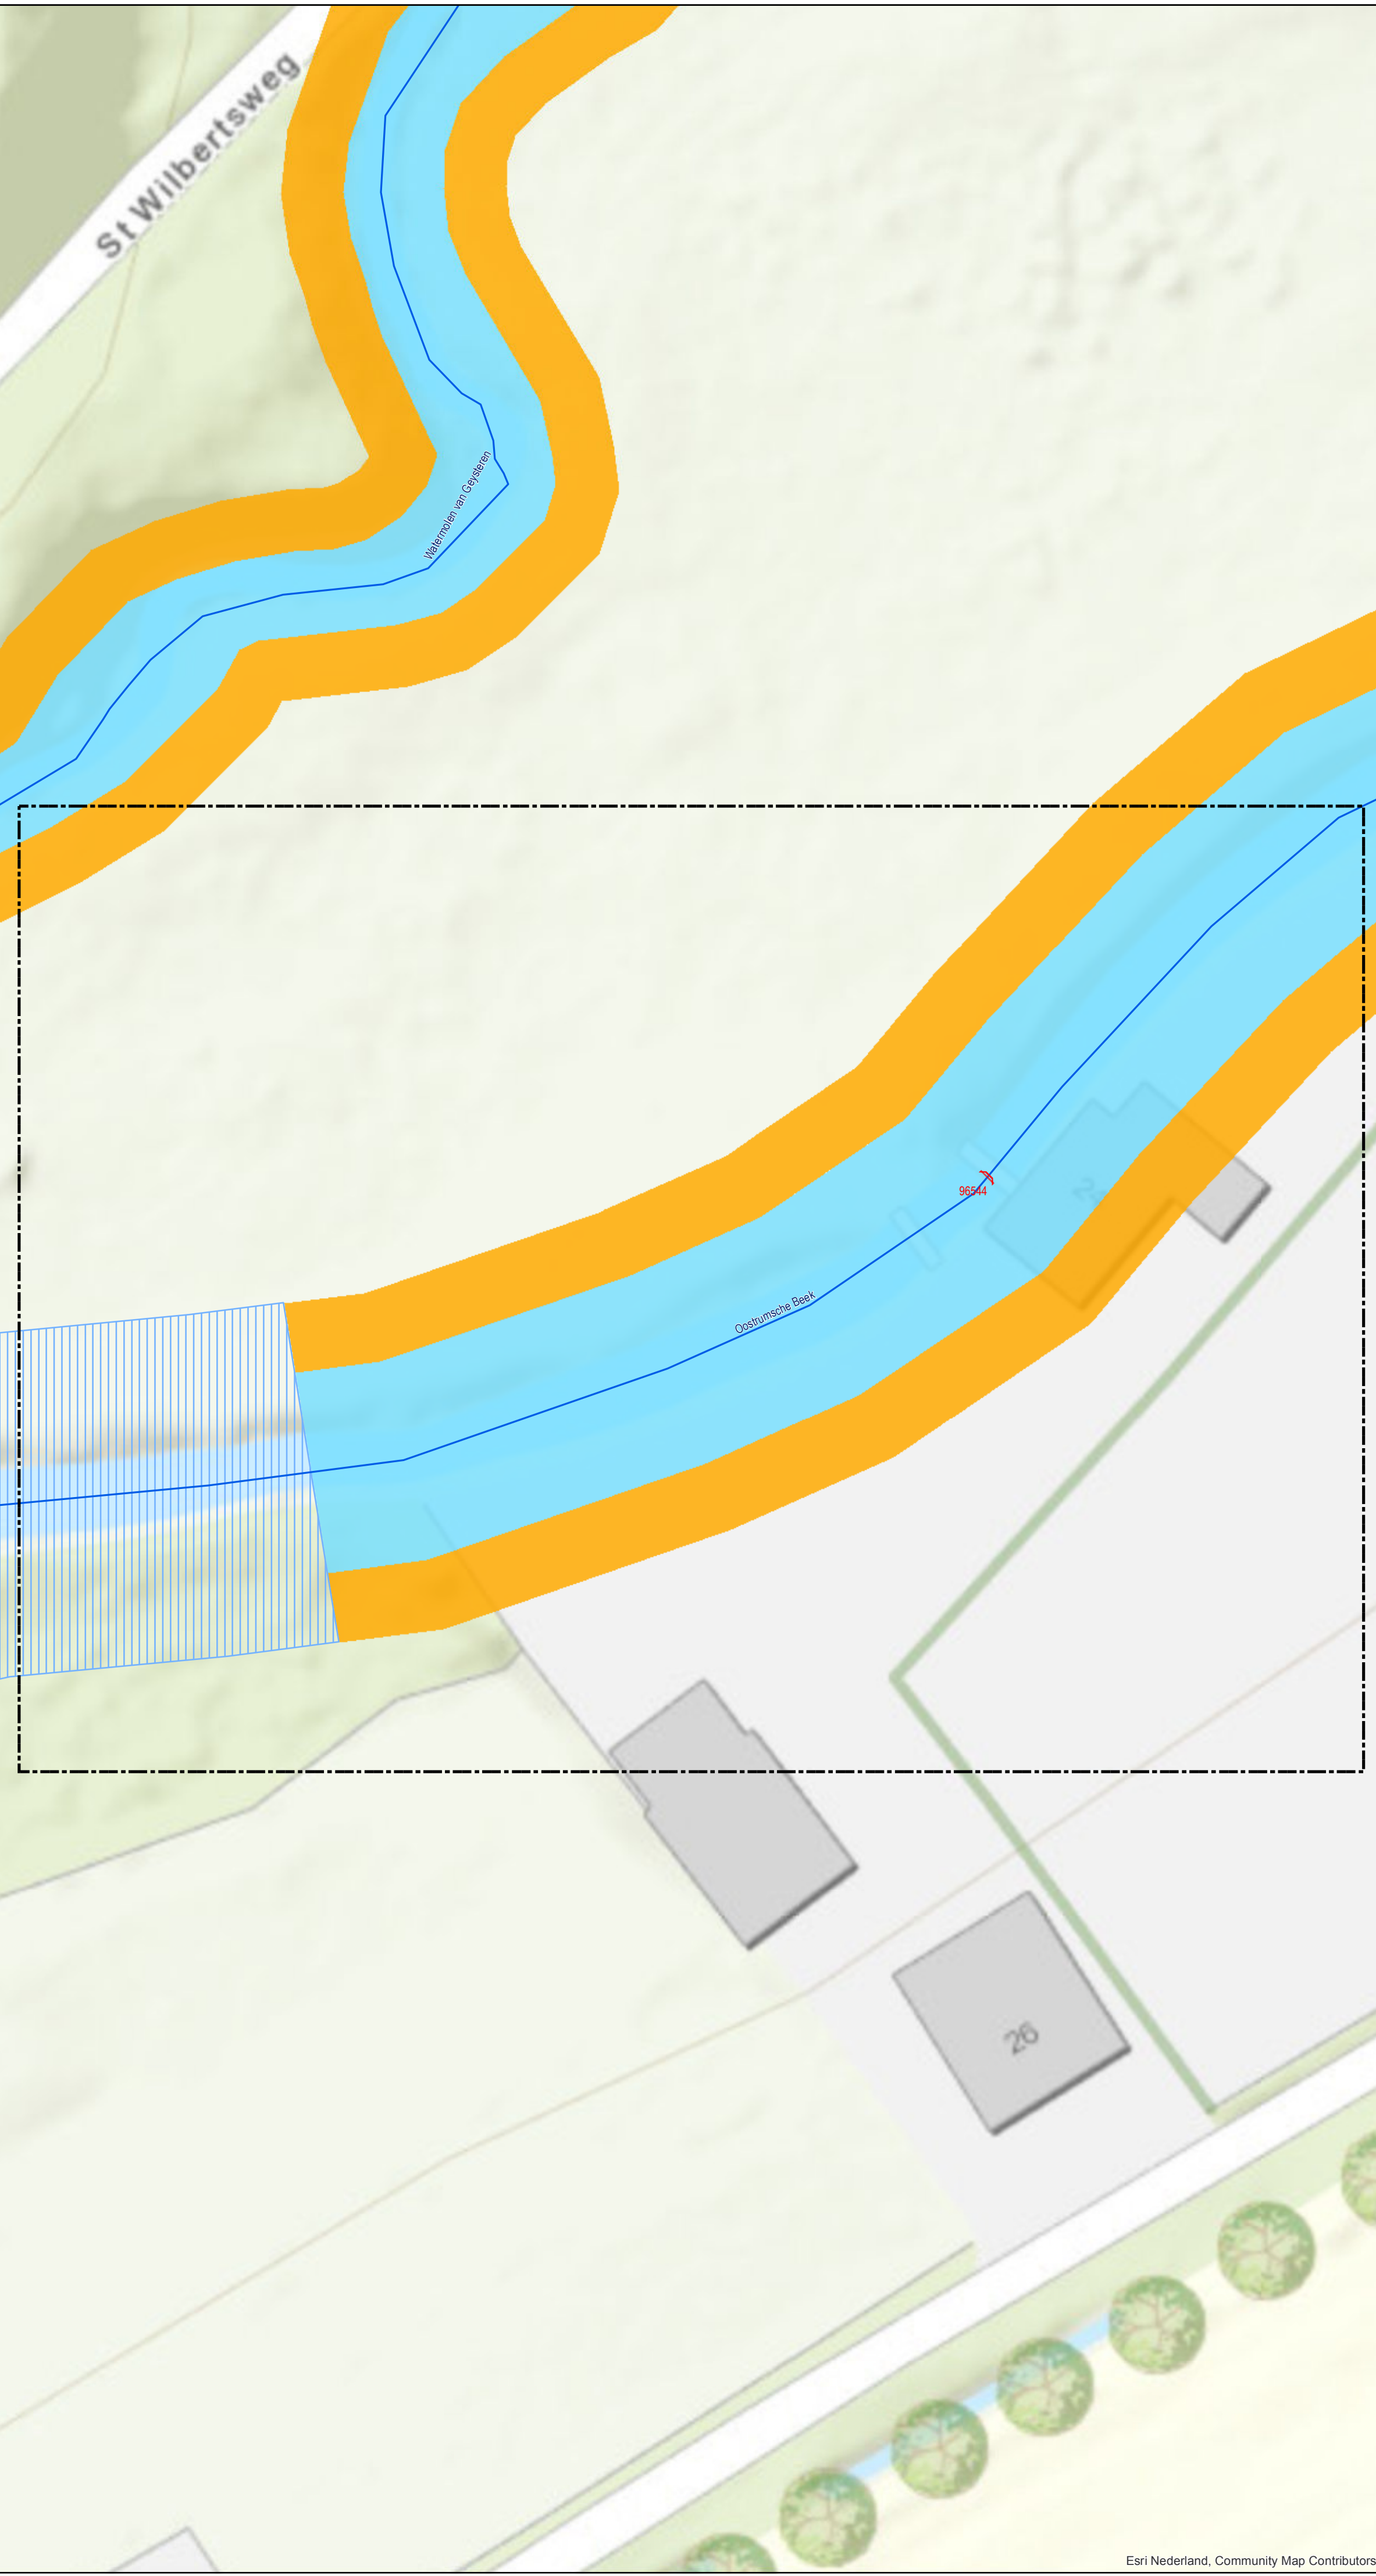 St Wilbertsweg
Watermolen van Geysteren
96544
Oostrumsche Beek
26
Esri Nederland, Community Map Contributors